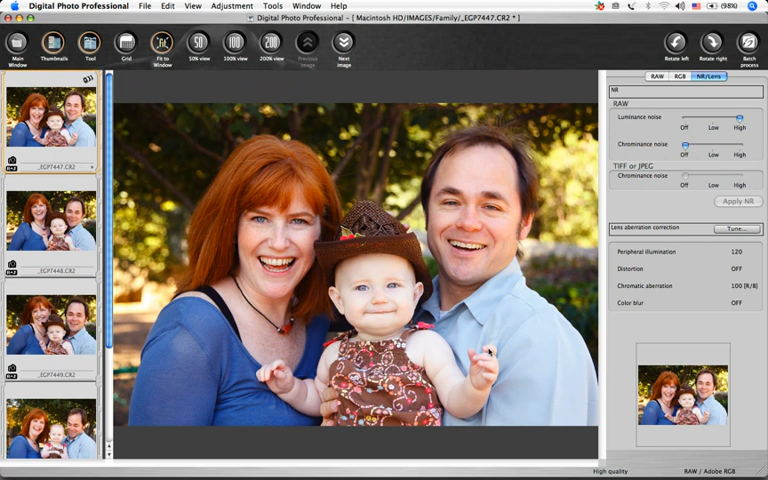 Digital Photo Professional File Edit View Adjustment Tools Window Help (98%)
Digital Photo Professional – [ Macintosh HD/IMAGES/Family/_EGP7447.CR2 * ]
50 100 200
Main Window
Thumbnails
Tool
Grid
Fit to Window
50% view
100% view
200% view
Previous image
Next image
Rotate left
Rotate right
Batch process
_EGP7447.CR2 *
_EGP7448.CR2
_EGP7449.CR2
RAW RGB NR/Lens
NR
RAW
Luminance noise
Off Low High
Chrominance noise
Off Low High
TIFF or JPEG
Chrominance noise
Off Low High
Apply NR
Lens aberration correction Tune...
Peripheral illumination 120
Distortion OFF
Chromatic aberration 100 [R/B]
Color blur OFF
High quality RAW / Adobe RGB